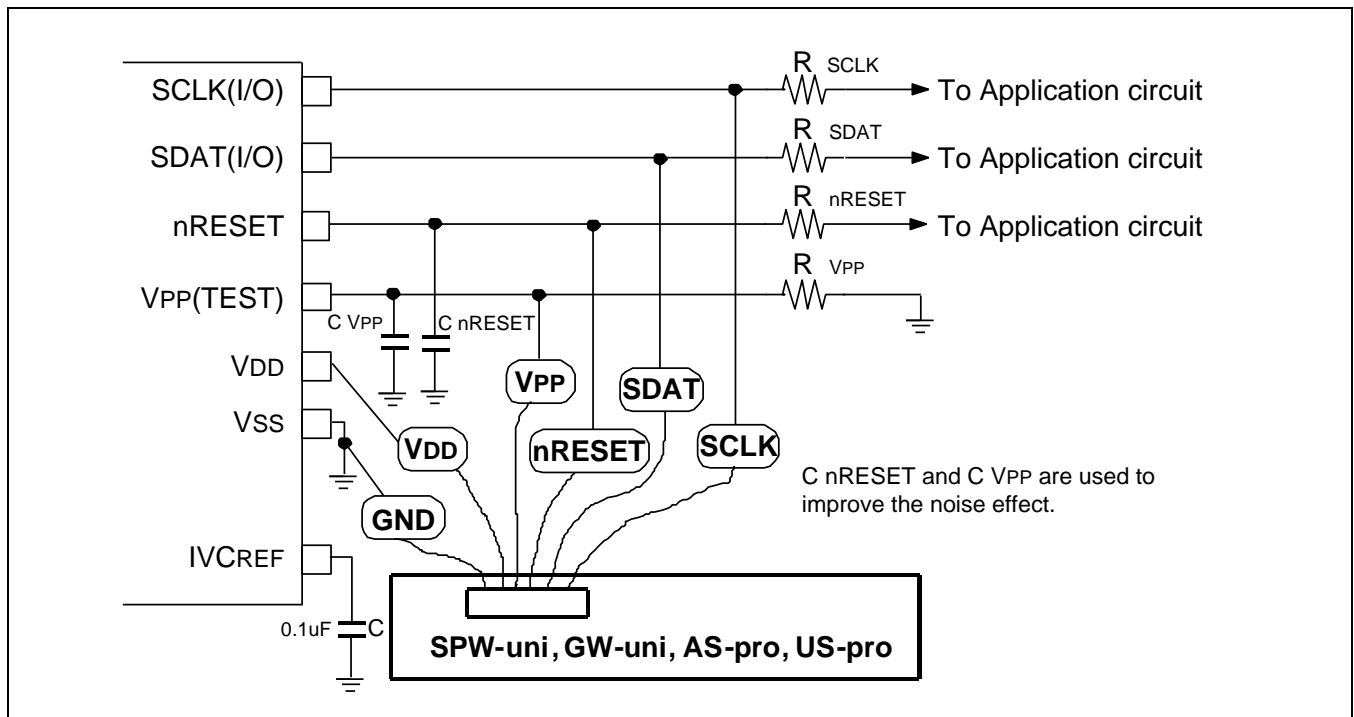 R SCLK
SCLK(I/O)
To Application circuit
R SDAT
SDAT(I/O)
To Application circuit
R nRESET
nRESET
To Application circuit
R VPP
VPP(TEST)
C VPP
C nRESET
VDD
VPP
SDAT
VSS
VDD
nRESET
SCLK
C nRESET and C VPP are used to
improve the noise effect.
GND
IVCREF
0.1uF
C
SPW-uni, GW-uni, AS-pro, US-pro